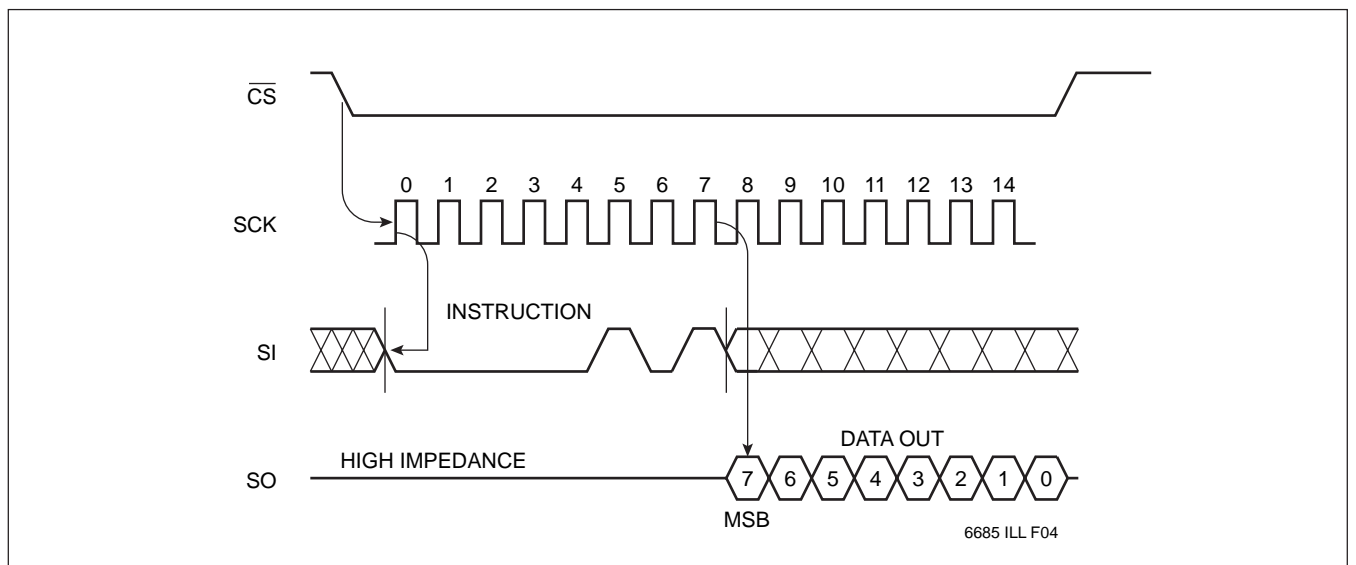 CS
0 1 2 3 4 5 6 7 8 9 10 11 12 13 14
SCK
INSTRUCTION
SI
DATA OUT
HIGH IMPEDANCE
SO
7 6 5 4 3 2 1 0
MSB
6685 ILL F04